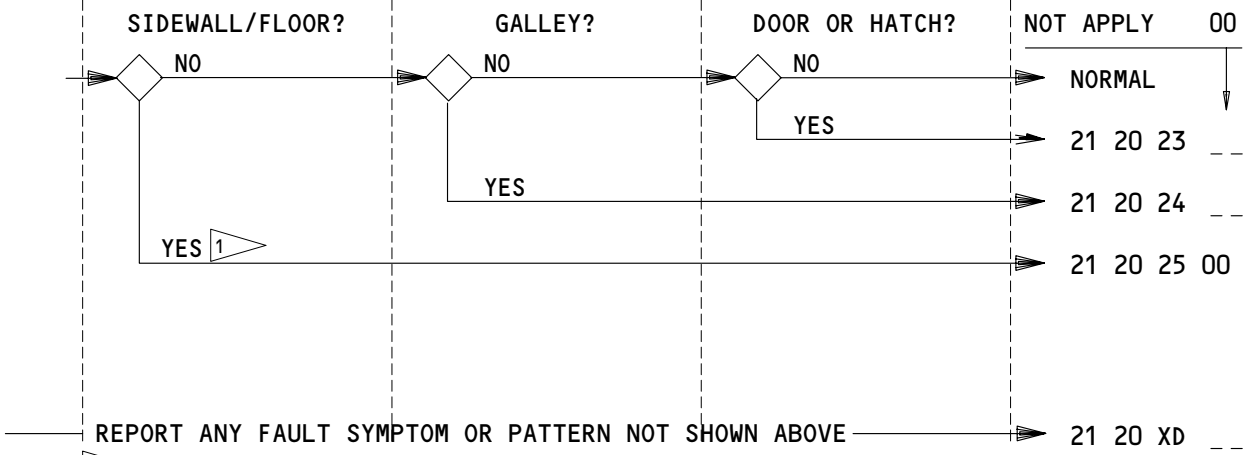 SIDEWALL/FLOOR? GALLEY? DOOR OR HATCH? NOT APPLY 00
NO NO NO
NORMAL
YES 21 20 23 _ _
YES 21 20 24 _ _
YES 1 21 20 25 00
REPORT ANY FAULT SYMPTOM OR PATTERN NOT SHOWN ABOVE 21 20 XD _ _